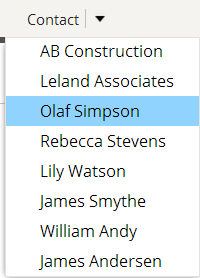 Contact
AB Construction
Leland Associates
Olaf Simpson
Rebecca Stevens
Lily Watson
James Smythe
William Andy
James Andersen